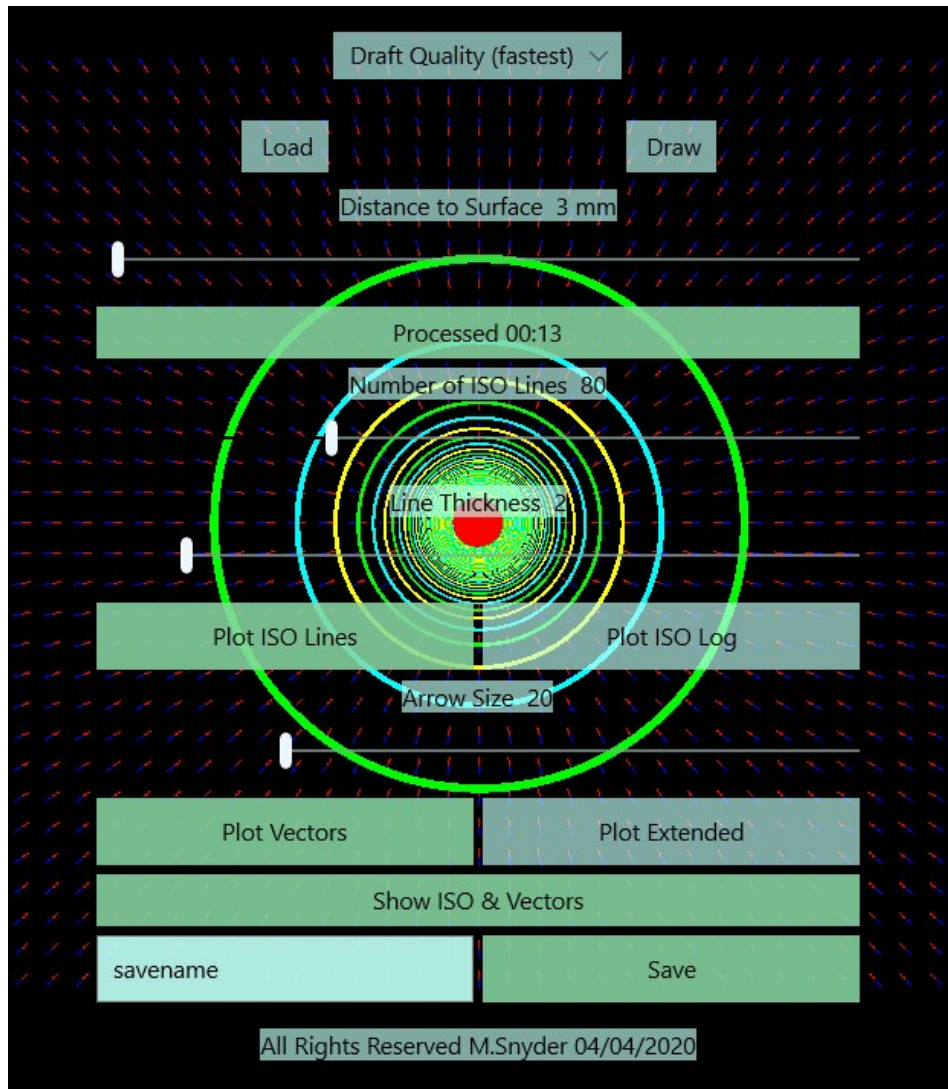 Draft Quality (fastest)
Load
Draw
Distance to Surface 3 mm
Processed 00:13
Number of ISO Lines 80
Line Thickness 2
Plot ISO Lines
Plot ISO Log
Arrow Size 20
Plot Vectors
Plot Extended
Show ISO & Vectors
savename
Save
All Rights Reserved M.Snyder 04/04/2020